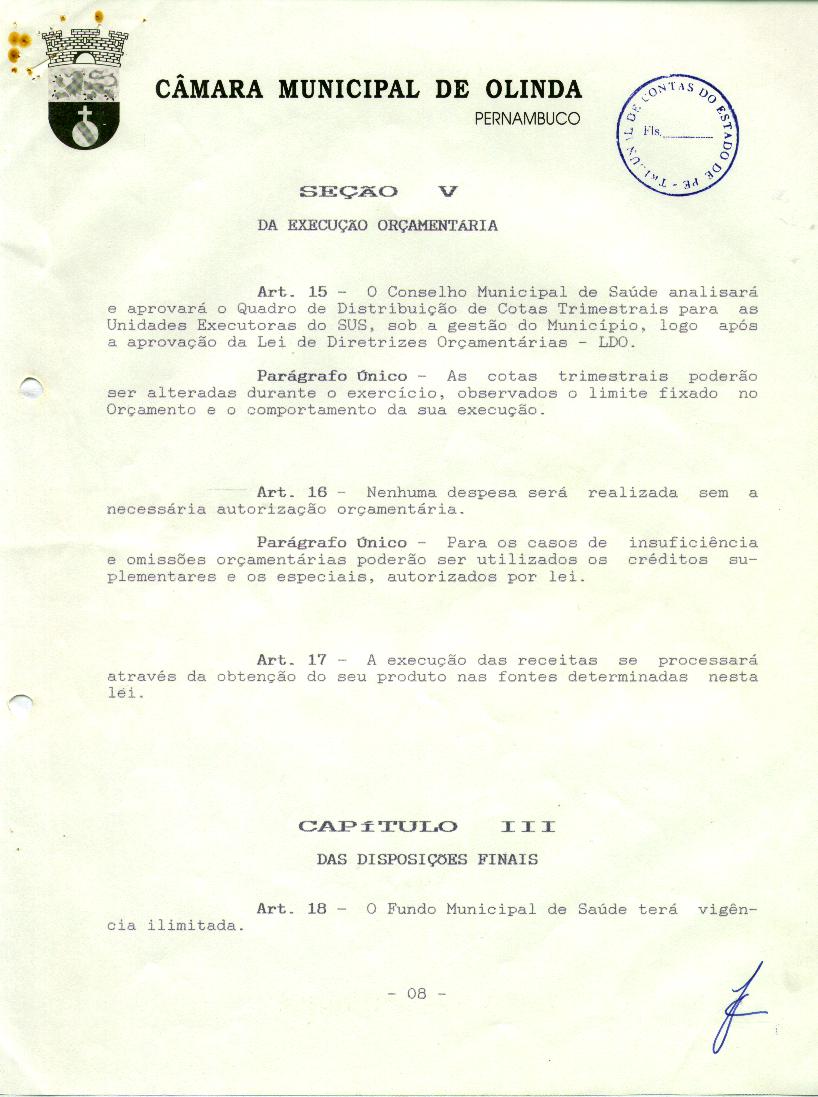 CÂMARA MUNICIPAL DE OLINDA
PERNAMBUCO
TRIBUNAL DE CONTAS DO ESTADO DE PE -
Fls.
SEÇÃO V
DA EXECUÇÃO ORÇAMENTÁRIA
Art. 15 - O Conselho Municipal de Saúde analisará
e aprovará o Quadro de Distribuição de Cotas Trimestrais para as
Unidades Executoras do SUS, sob a gestão do Município, logo após
a aprovação da Lei de Diretrizes Orçamentárias - LDO.
Parágrafo Único - As cotas trimestrais poderão
ser alteradas durante o exercício, observados o limite fixado no
Orçamento e o comportamento da sua execução.
Art. 16 - Nenhuma despesa será realizada sem a
necessária autorização orçamentária.
Parágrafo Único - Para os casos de insuficiência
e omissões orçamentárias poderão ser utilizados os créditos su-
plementares e os especiais, autorizados por lei.
Art. 17 - A execução das receitas se processará
através da obtenção do seu produto nas fontes determinadas nesta
lei.
CAPÍTULO III
DAS DISPOSIÇÕES FINAIS
Art. 18 - O Fundo Municipal de Saúde terá vigên-
cia ilimitada.
- 08 -